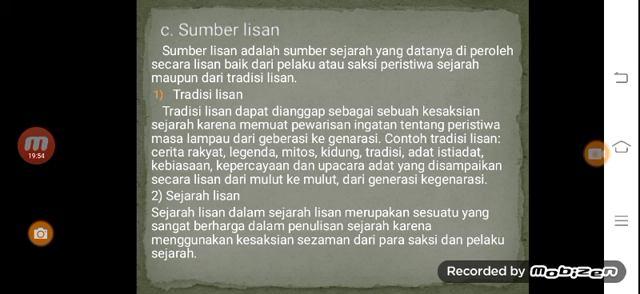 c. Sumber lisan
Sumber lisan adalah sumber sejarah yang datanya di peroleh
secara lisan baik dari pelaku atau saksi peristiwa sejarah
maupun dari tradisi lisan.
1) Tradisi lisan
Tradisi lisan dapat dianggap sebagai sebuah kesaksian
sejarah karena memuat pewarisan ingatan tentang peristiwa
masa lampau dari geberasi ke genarasi. Contoh tradisi lisan:
cerita rakyat, legenda, mitos, kidung, tradisi, adat istiadat,
kebiasaan, kepercayaan dan upacara adat yang disampaikan
secara lisan dari mulut ke mulut, dari generasi kegenarasi.
2) Sejarah lisan
Sejarah lisan dalam sejarah lisan merupakan sesuatu yang
sangat berharga dalam penulisan sejarah karena
menggunakan kesaksian sezaman dari para saksi dan pelaku
sejarah.
19:54
Recorded by mobizen